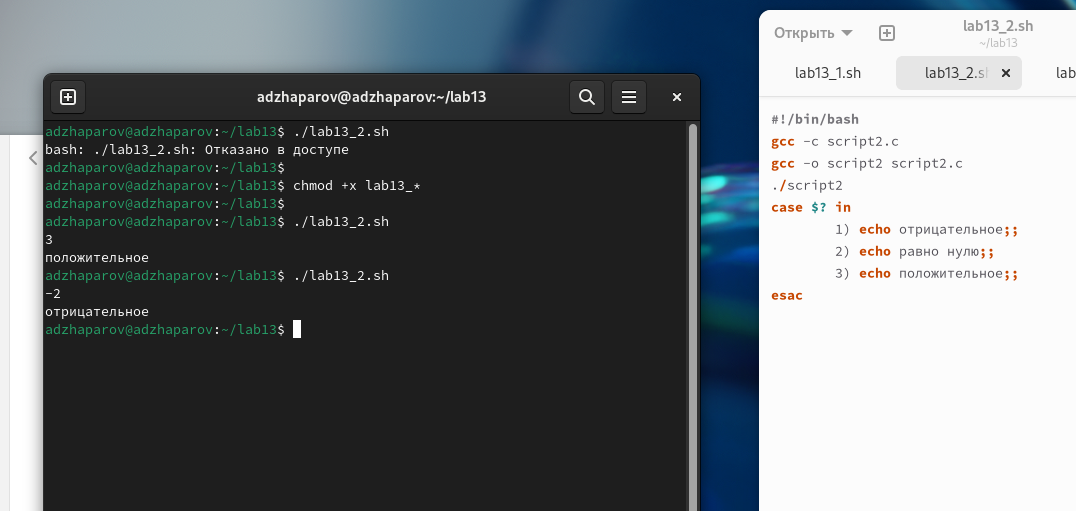 adzhaparov@adzhaparov:~/lab13
adzhaparov@adzhaparov:~/lab13$ ./lab13_2.sh
bash: ./lab13_2.sh: Отказано в доступе
adzhaparov@adzhaparov:~/lab13$
adzhaparov@adzhaparov:~/lab13$ chmod +x lab13_*
adzhaparov@adzhaparov:~/lab13$
adzhaparov@adzhaparov:~/lab13$ ./lab13_2.sh
3
положительное
adzhaparov@adzhaparov:~/lab13$ ./lab13_2.sh
-2
отрицательное
adzhaparov@adzhaparov:~/lab13$
Открыть
lab13_2.sh
~/lab13
lab13_1.sh lab13_2.s lab
#!/bin/bash
gcc -c script2.c
gcc -o script2 script2.c
./script2
case $? in
1) echo отрицательное;;
2) echo равно нулю;;
3) echo положительное;;
esac